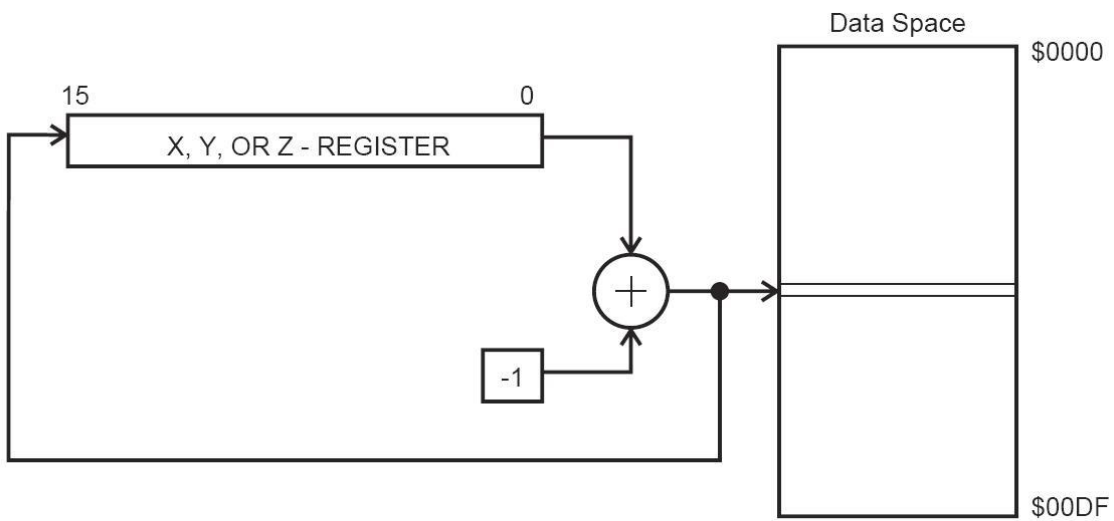 Data Space
$0000
15 0
X, Y, OR Z - REGISTER
-1
$00DF